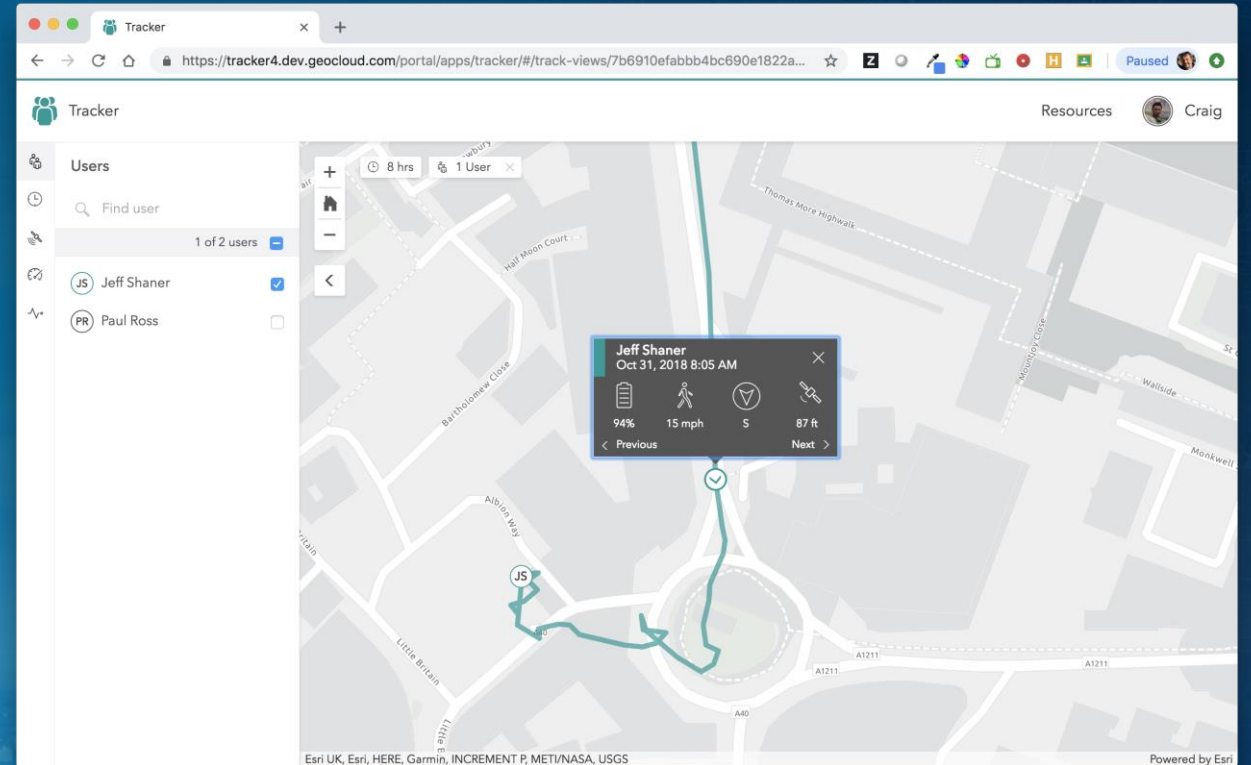 Tracker
https://tracker4.dev.geocloud.com/portal/apps/tracker/#/track-views/7b6910efabbb4bc690e1822a...
Z
H
Paused
Tracker
Resources
Craig
Users
Find user
1 of 2 users
JS Jeff Shaner
PR Paul Ross
8 hrs
1 User
Thomas More Highwalk
Half Moon Court
Mountjoy Close
Bartholomew Close
Wallside
Monkwell
Jeff Shaner
Oct 31, 2018 8:05 AM
94% 15 mph S 87 ft
Previous Next
Albion Way
JS
Britain
Little Britain
A40
A1211
A1211
A1211
A40
Little B
Esri UK, Esri, HERE, Garmin, INCREMENT P, METI/NASA, USGS
Powered by Esri